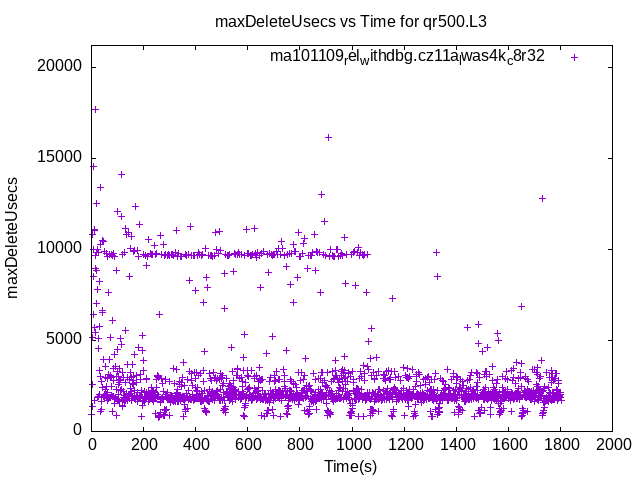 maxDeleteUsecs vs Time for qr500.L3
ma101109relwithdbg.cz11alwas4kc8r32
20000
15000
10000
5000
0
maxDeleteUsecs
0 200 400 600 800 1000 1200 1400 1600 1800 2000
Time(s)